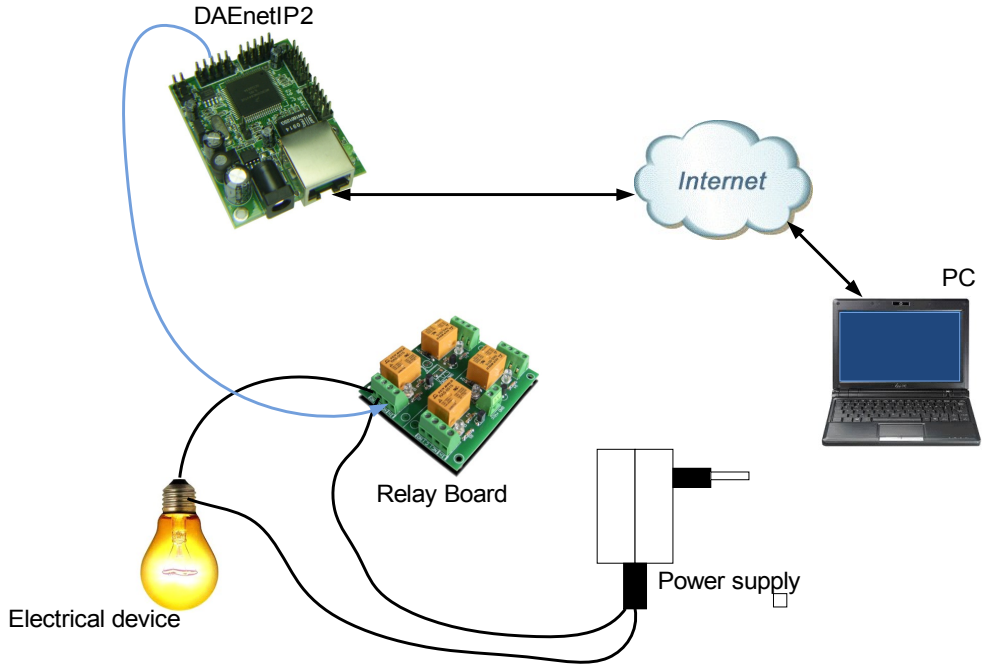 DAEnetIP2
Internet
PC
Relay Board
Power supply
Electrical device